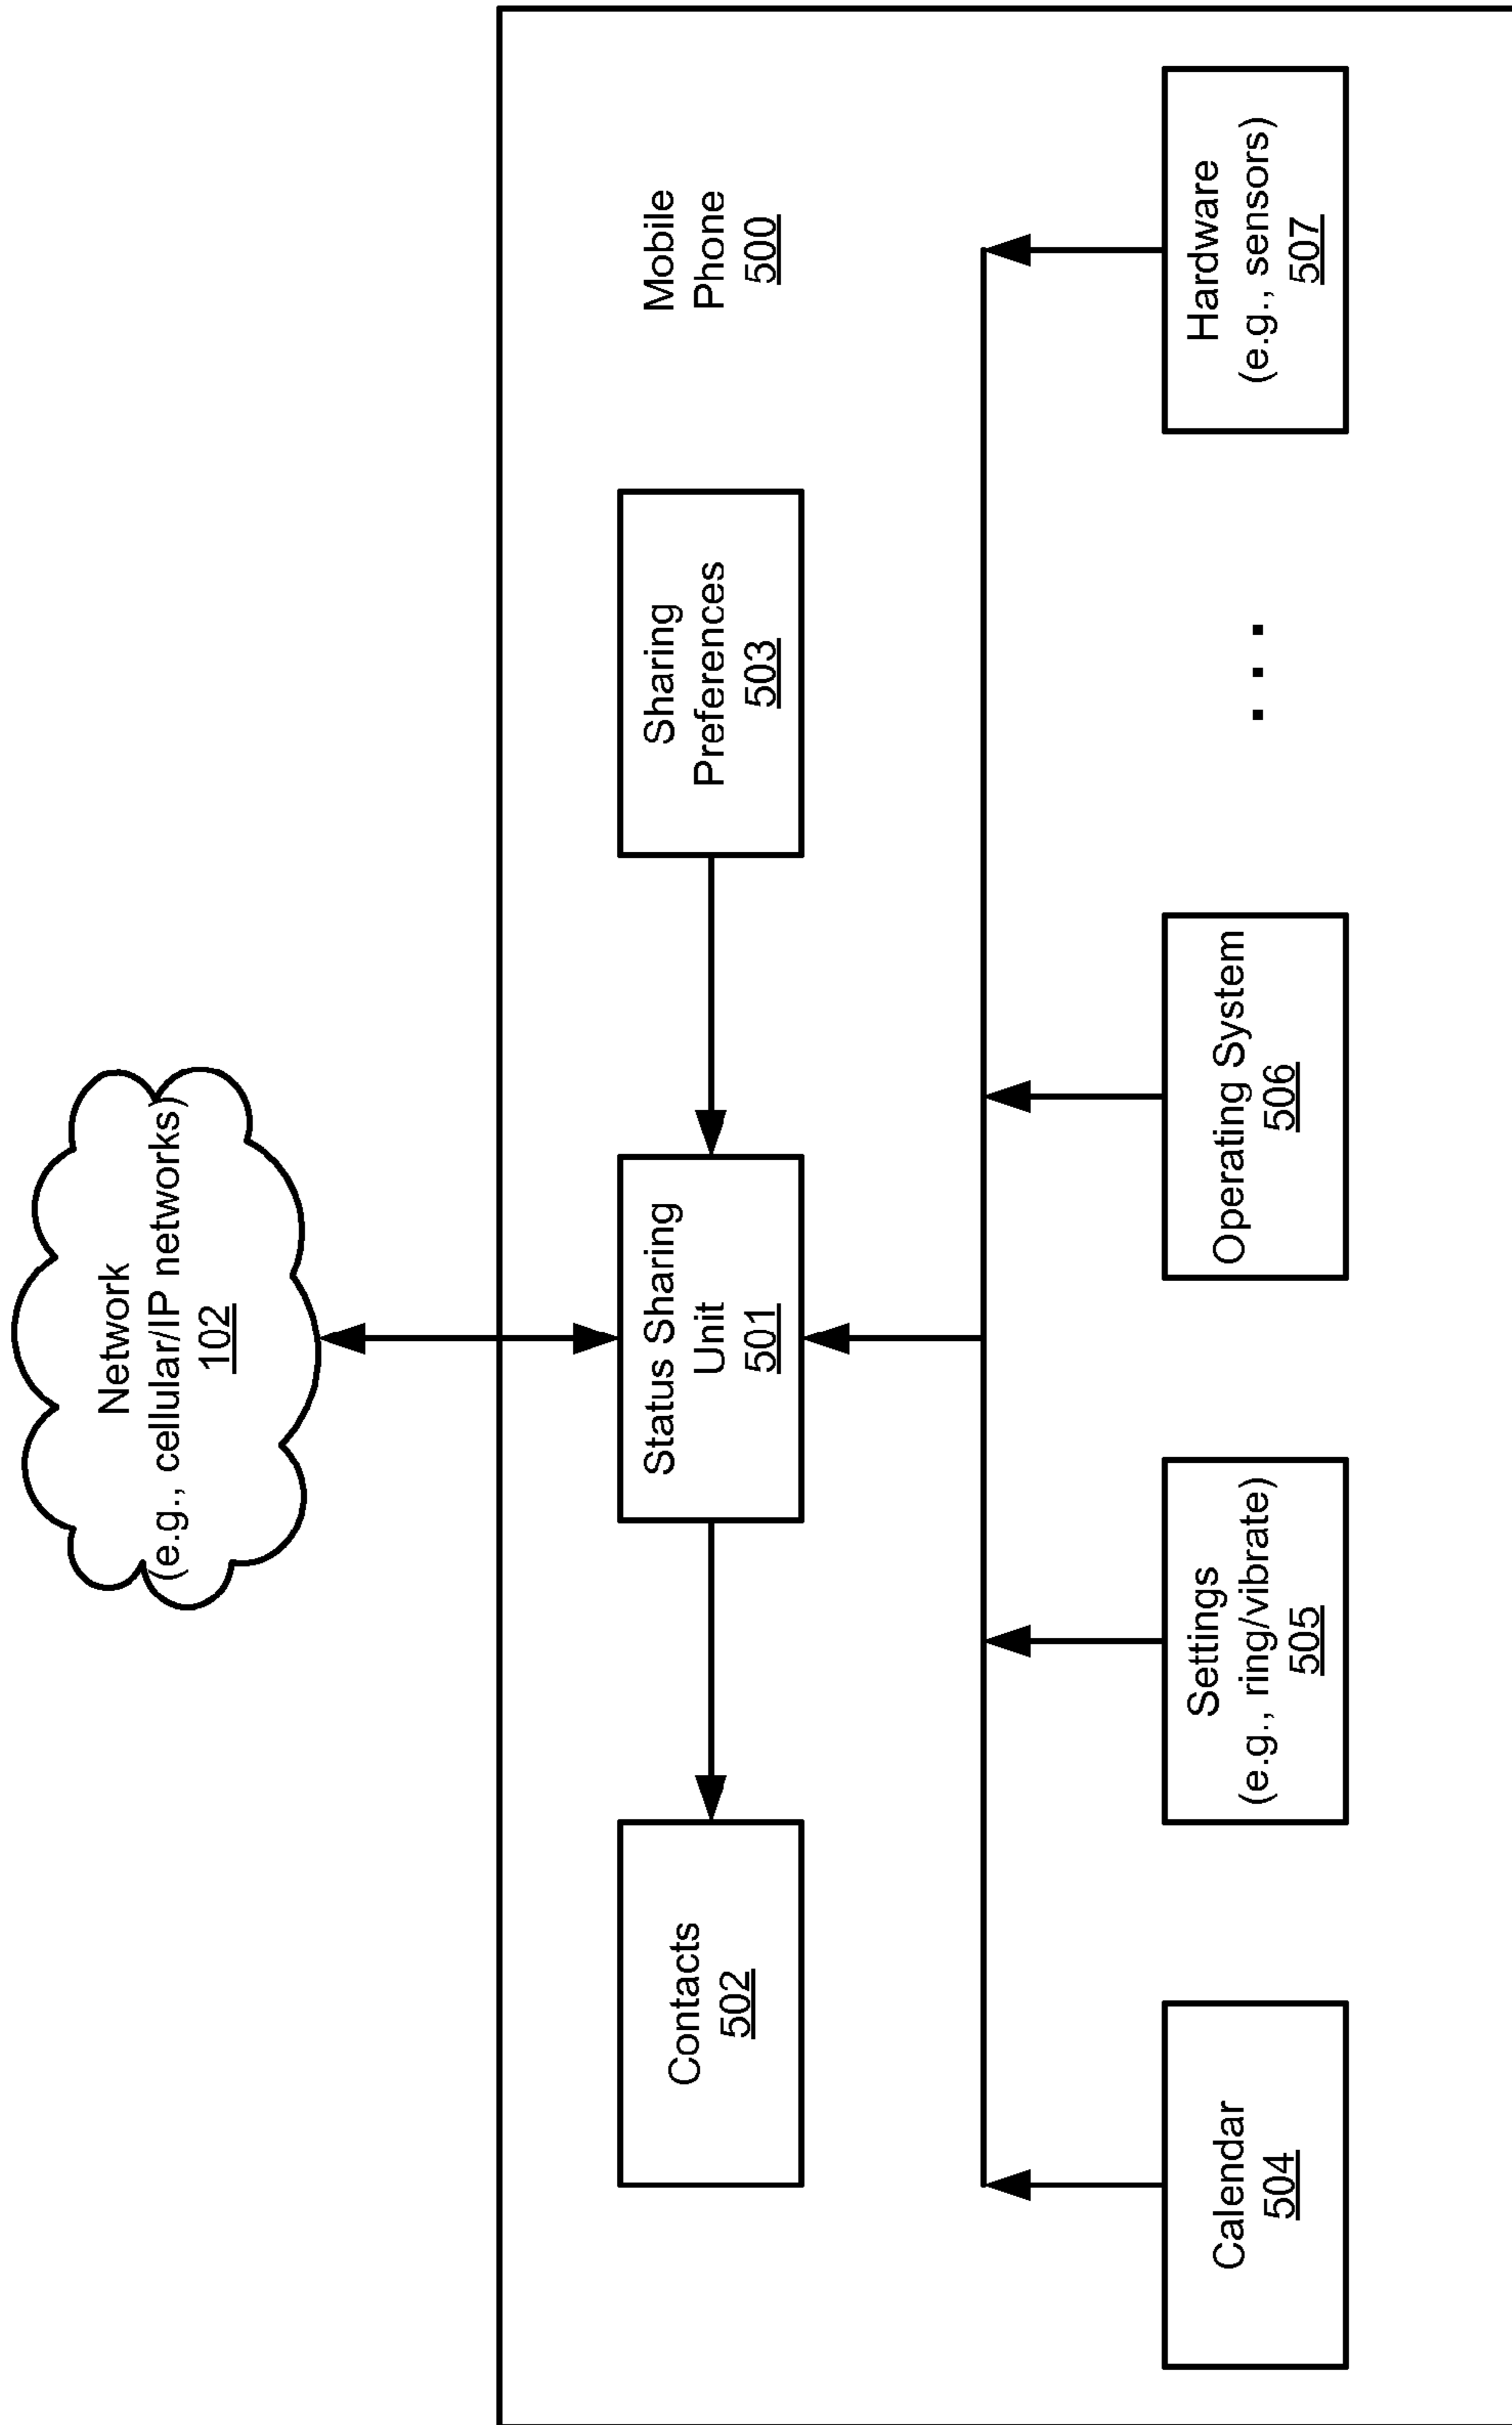 Network
(e.g., cellular/IP networks)
102
Contacts
502
Status Sharing
Unit
501
Sharing
Preferences
503
Mobile
Phone
500
Calendar
504
Settings
(e.g., ring/vibrate)
505
Operating System
506
. . .
Hardware
(e.g., sensors)
507